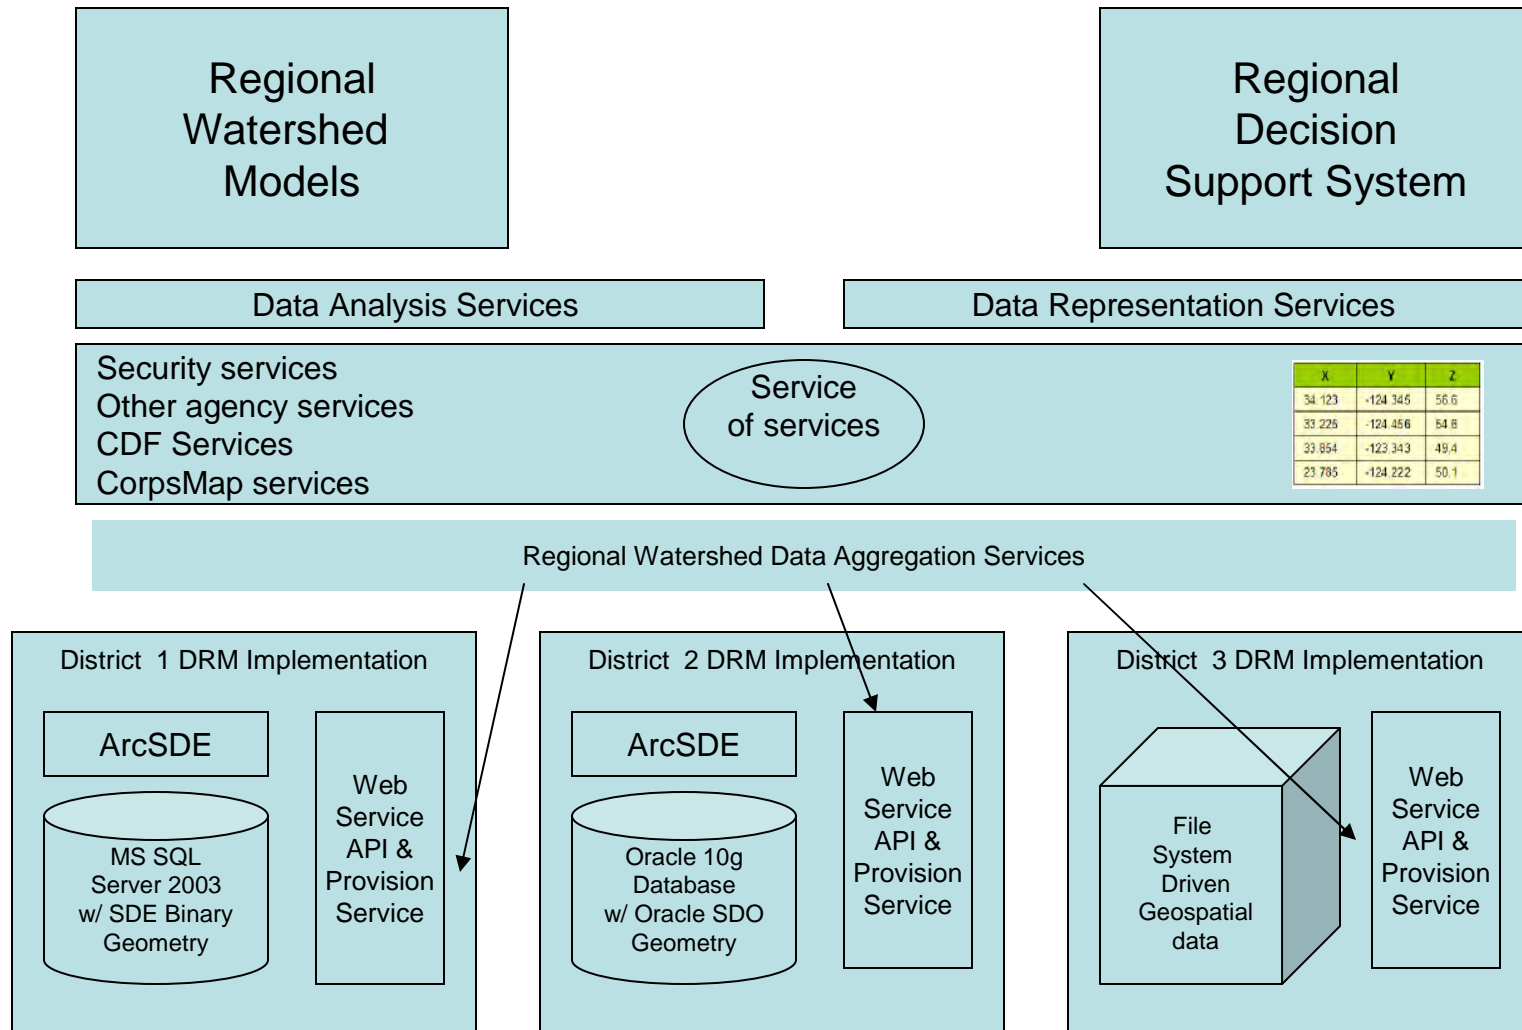 Regional
Watershed
Models
Regional
Decision
Support System
Data Analysis Services
Data Representation Services
Security services
Other agency services
CDF Services
CorpsMap services
Service
of services
X Y Z
34.123 -124.345 56.6
33.225 -124.456 54.8
33.854 -123.343 49.4
23.785 -124.222 50.1
Regional Watershed Data Aggregation Services
District 1 DRM Implementation
ArcSDE
MS SQL
Server 2003
w/ SDE Binary
Geometry
Web
Service
API &
Provision
Service
District 2 DRM Implementation
ArcSDE
Oracle 10g
Database
w/ Oracle SDO
Geometry
Web
Service
API &
Provision
Service
District 3 DRM Implementation
File
System
Driven
Geospatial
data
Web
Service
API &
Provision
Service